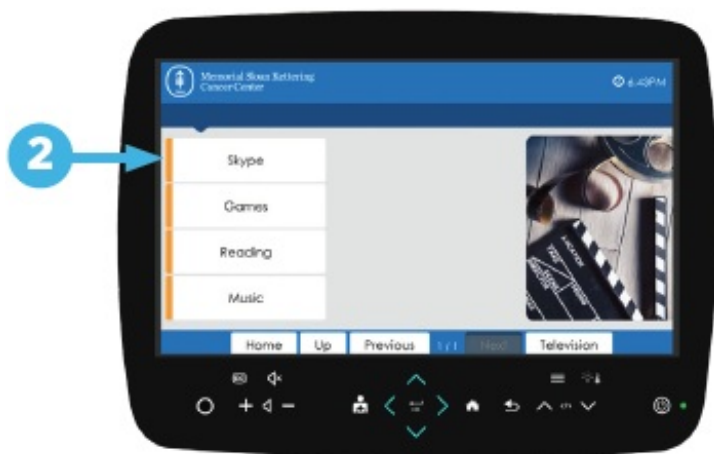 Memorial Sloan Kettering
Cancer Center
6:43PM
2
Skype
Games
Reading
Music
Home Up Previous 1 / 1 Next Television
LOCATION